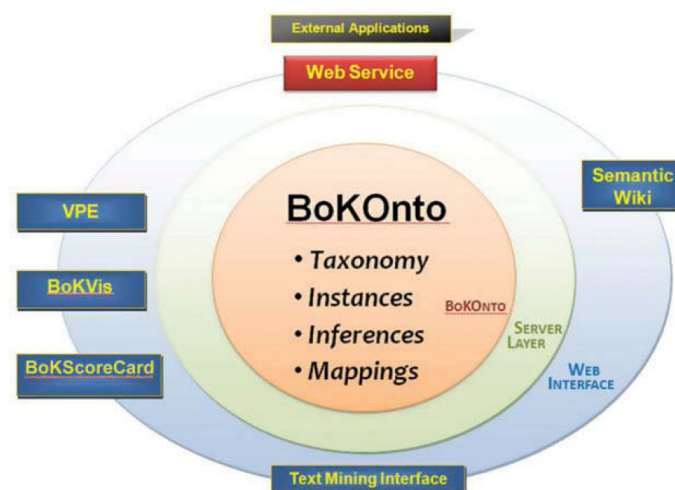 External Applications
Web Service
Semantic
Wiki
VPE
BoKVis
BoKScoreCard
BoKOnto
• Taxonomy
• Instances
• Inferences
• Mappings
BOKONTO
SERVER
LAYER
WEB
INTERFACE
Text Mining Interface